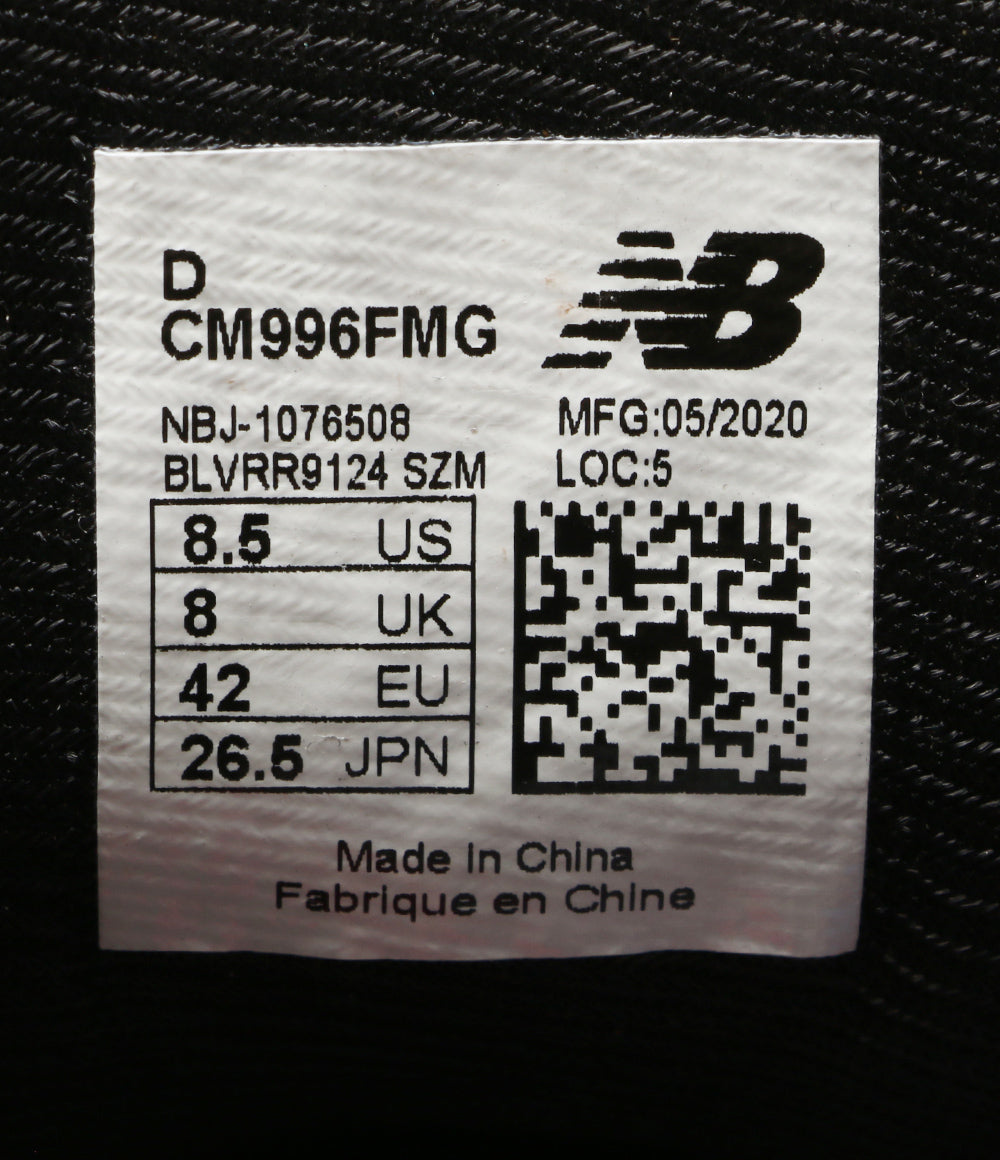 D
CM996FMG
NB
NBJ-1076508
BLVRR9124 SZM
MFG:05/2020
LOC:5
8.5 US
8 UK
42 EU
26.5 JPN
Made in China
Fabrique en Chine